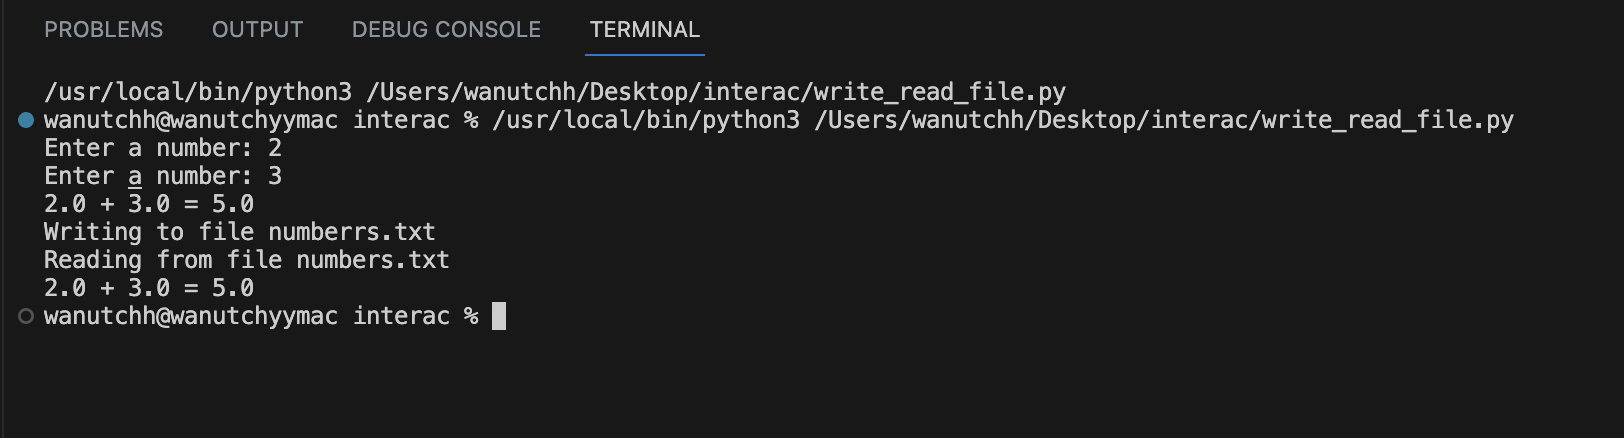 PROBLEMS OUTPUT DEBUG CONSOLE TERMINAL
/usr/local/bin/python3 /Users/wanutchh/Desktop/interac/write_read_file.py
wanutchh@wanutchyymac interac % /usr/local/bin/python3 /Users/wanutchh/Desktop/interac/write_read_file.py
Enter a number: 2
Enter a number: 3
2.0 + 3.0 = 5.0
Writing to file numberrs.txt
Reading from file numbers.txt
2.0 + 3.0 = 5.0
wanutchh@wanutchyymac interac %